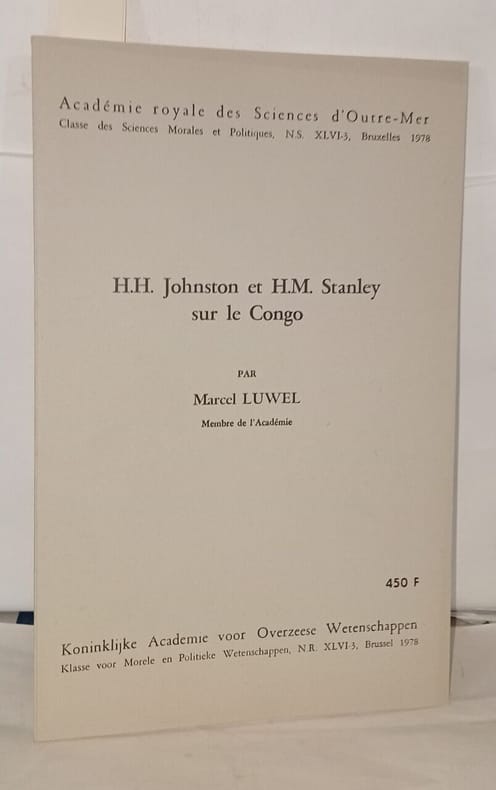 Académie royale des Sciences d'Outre-Mer
Classe des Sciences Morales et Politiques, N.S. XLVI-3, Bruxelles 1978
H.H. Johnston et H.M. Stanley
sur le Congo
PAR
Marcel LUWEL
Membre de l'Académie
450 F
Koninklijke Academie voor Overzeese Wetenschappen
Klasse voor Morele en Politieke Wetenschappen, N.R. XLVI-3, Brussel 1978